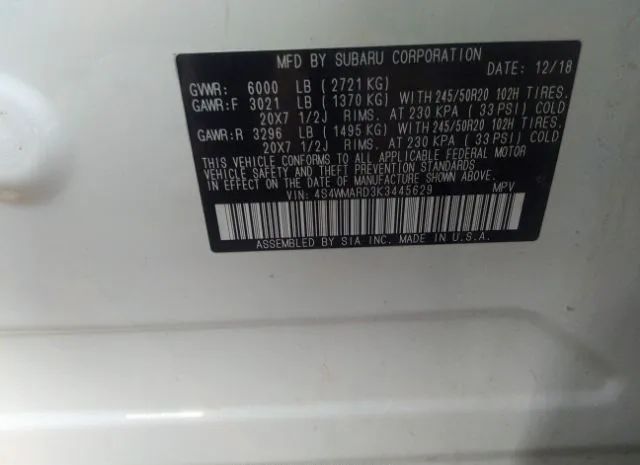 MFD BY SUBARU CORPORATION
DATE: 12/18
GVWR: 6000 LB ( 2721 KG)
GAWR:F 3021 LB ( 1370 KG) WITH 245/50R20 102H TIRES.
20X7 1/2J RIMS. AT 230 KPA ( 33 PSI) COLD
GAWR:R 3296 LB ( 1495 KG) WITH 245/50R20 102H TIRES.
20X7 1/2J RIMS. AT 230 KPA ( 33 PSI) COLD
THIS VEHICLE CONFORMS TO ALL APPLICABLE FEDERAL MOTOR
VEHICLE SAFETY AND THEFT PREVENTION STANDARDS
IN EFFECT ON THE DATE OF MANUFACTURE SHOWN ABOVE.
VIN: 4S4WMARD3K3445629 MPV
ASSEMBLED BY SIA INC. MADE IN U.S.A.